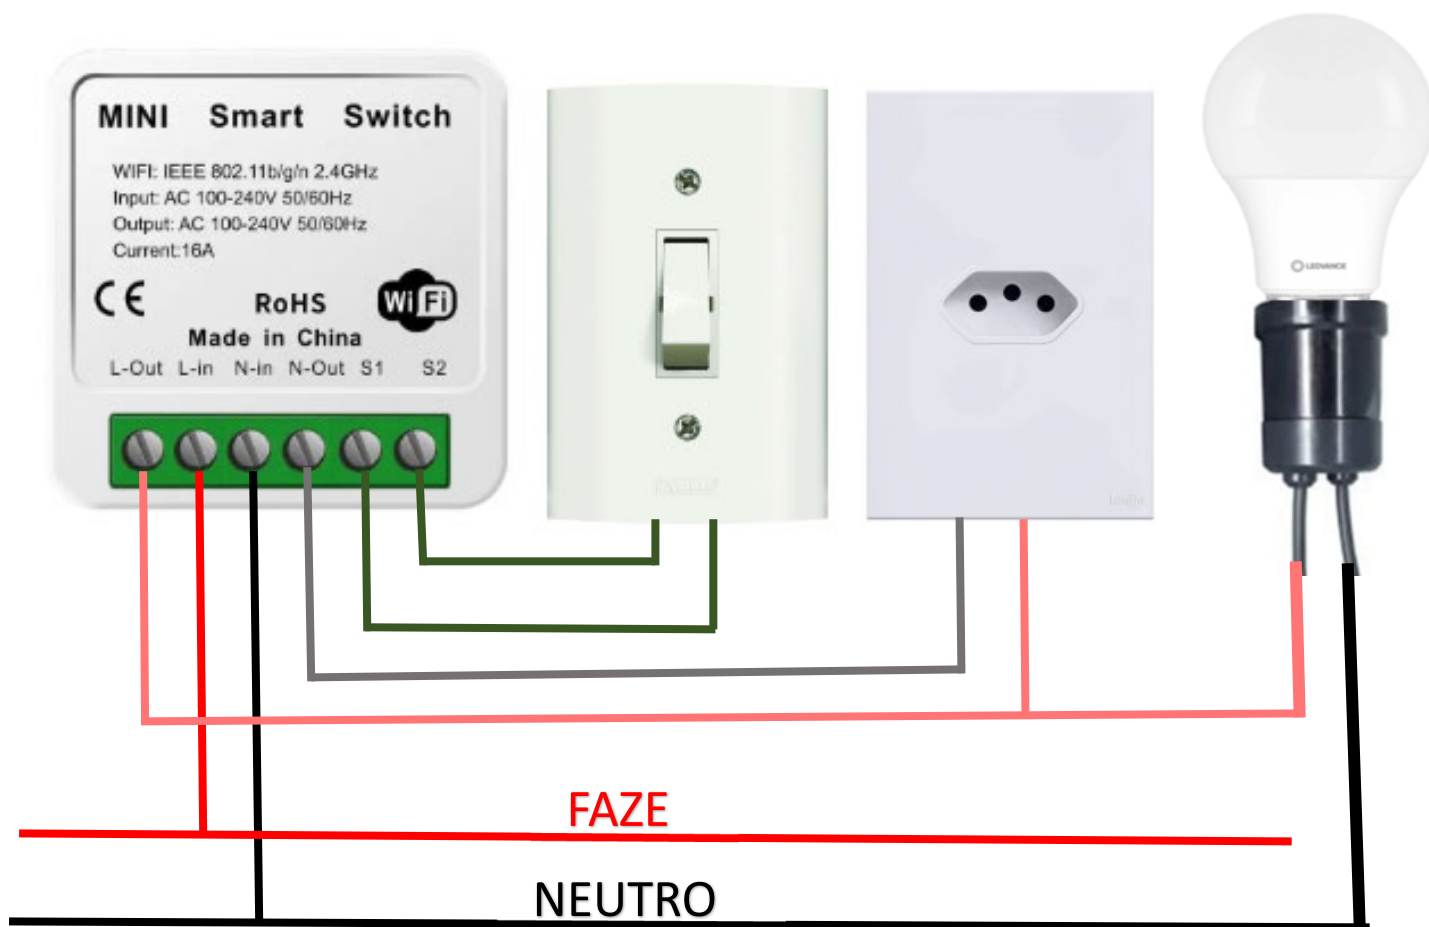 MINI Smart Switch
WIFI: IEEE 802.11b/g/n 2.4GHz
Input: AC 100-240V 50/60Hz
Output: AC 100-240V 50/60Hz
Current:16A
CE
RoHS
WiFi
Made in China
L-Out L-in N-in N-Out S1 S2
LEDVANCE
FAZE
NEUTRO